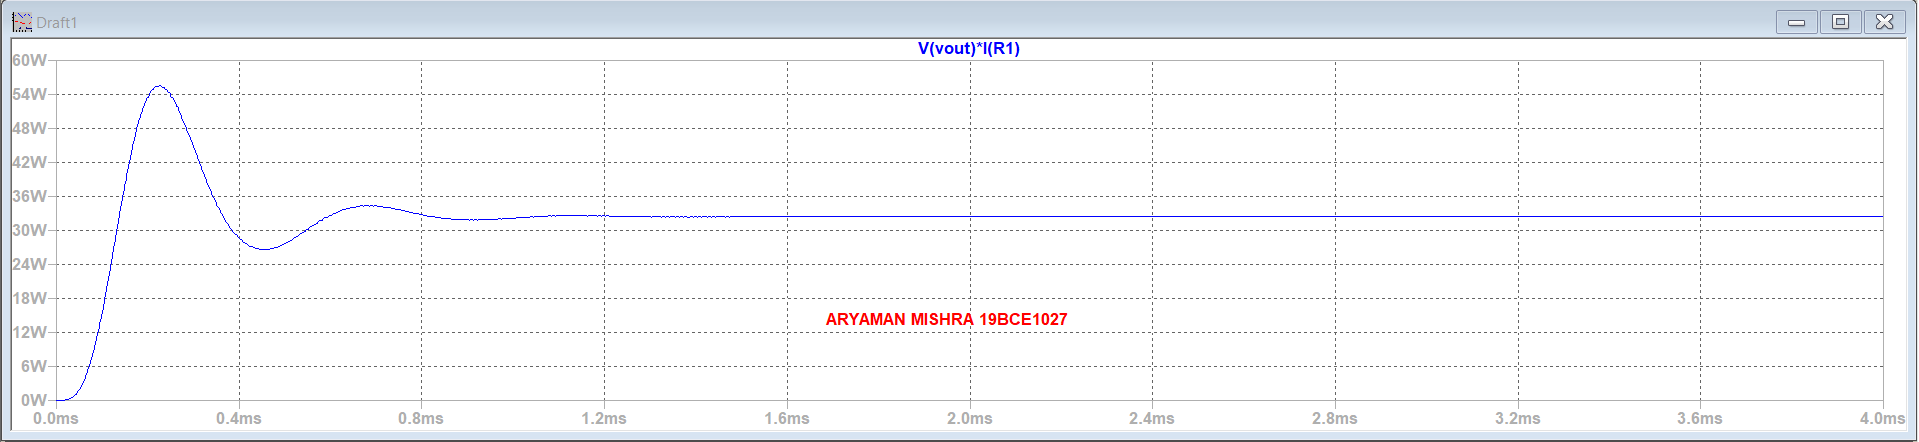 Draft1
V(vout)*I(R1)
60W
54W
48W
42W
36W
30W
24W
18W
12W
6W
0W
ARYAMAN MISHRA 19BCE1027
0.0ms 0.4ms 0.8ms 1.2ms 1.6ms 2.0ms 2.4ms 2.8ms 3.2ms 3.6ms 4.0ms